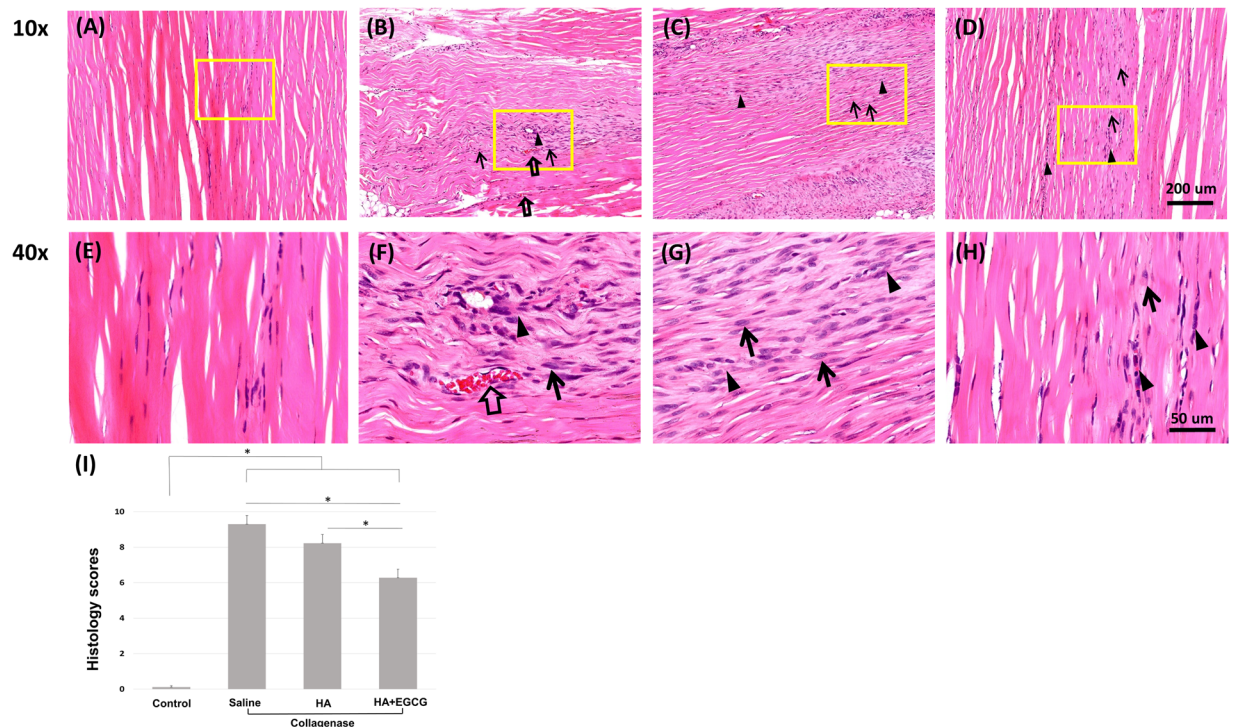 10x
(A)
(B)
(C)
(D)
200 um
40x
(E)
(F)
(G)
(H)
50 um
(I)
*
*
*
Histology scores
10
8
6
4
2
0
Control
Saline
HA
HA+EGCG
Collagenase